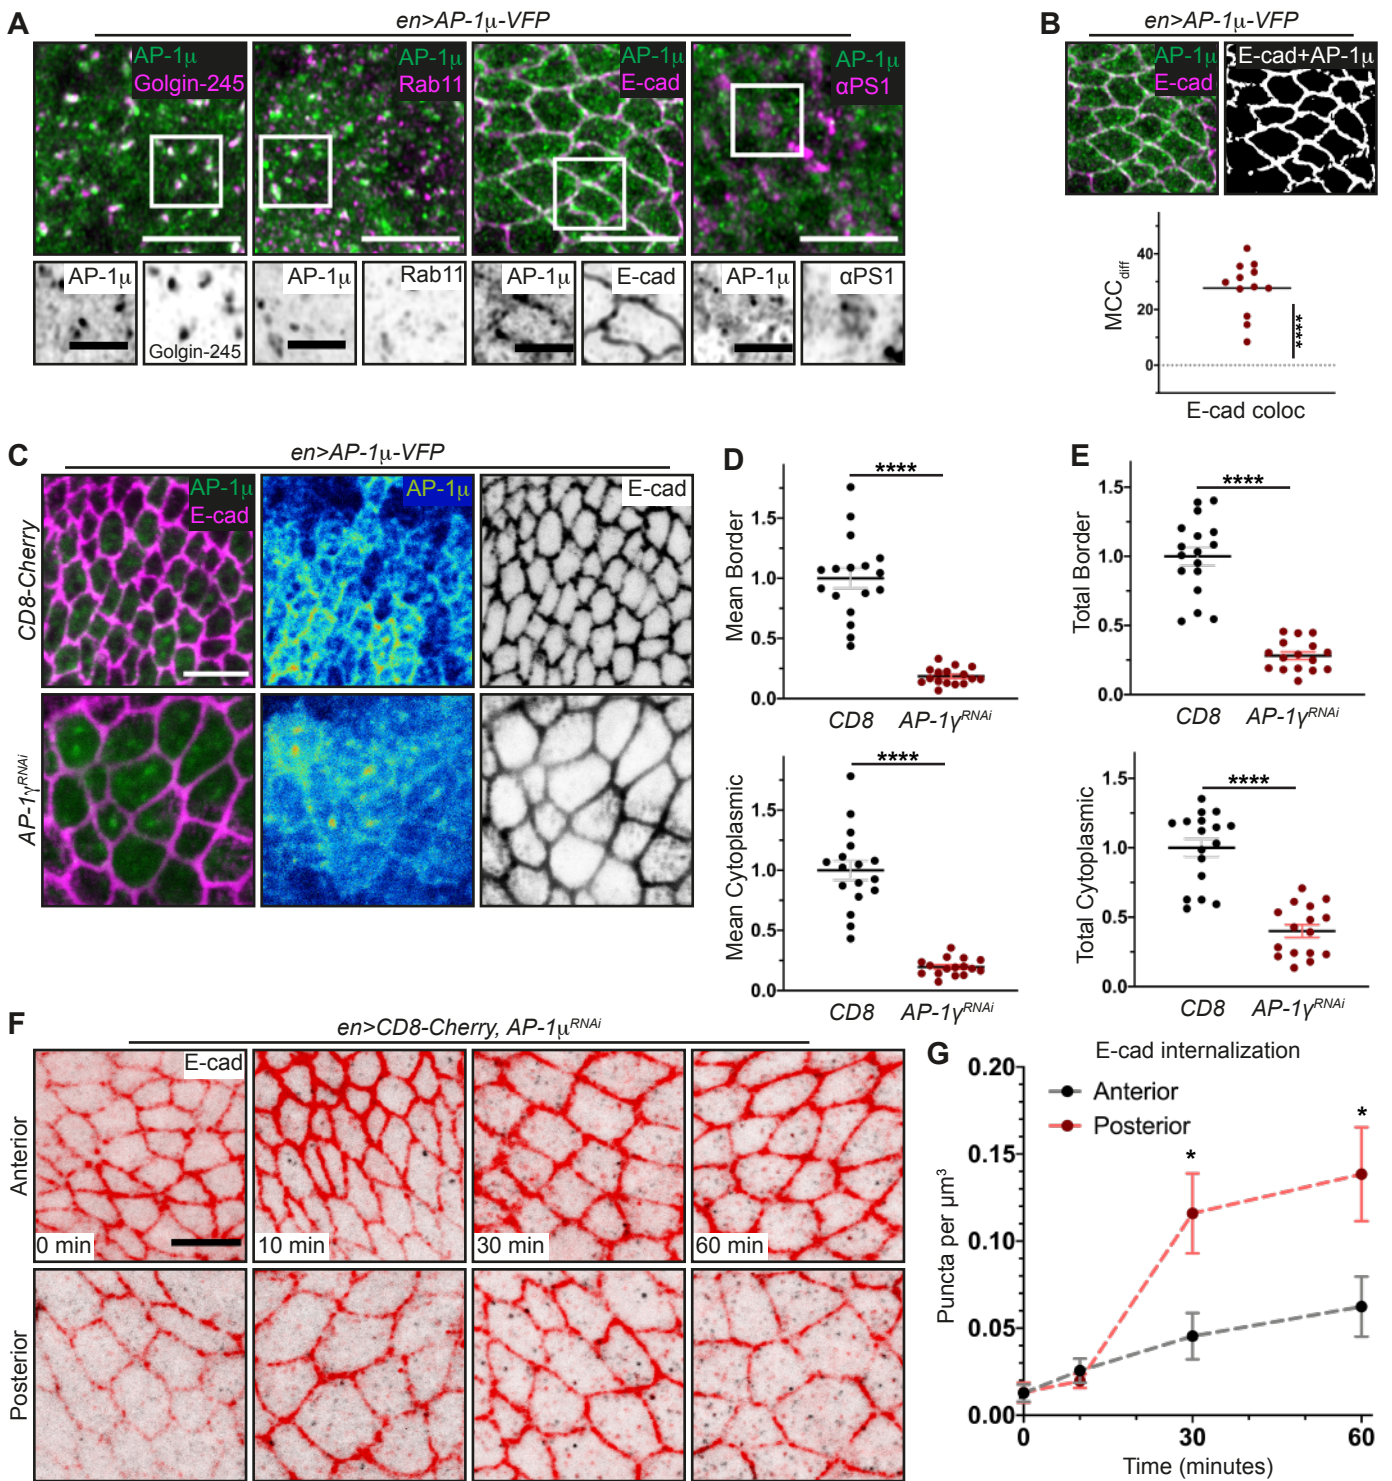 A
en>AP-1μ-VFP
AP-1μ
Golgin-245
AP-1μ
Rab11
AP-1μ
E-cad
AP-1μ
αPS1
AP-1μ
Golgin-245
AP-1μ
Rab11
AP-1μ
E-cad
AP-1μ
αPS1
B
en>AP-1μ-VFP
AP-1μ
E-cad
E-cad+AP-1μ
MCCdiff
40
20
0
****
E-cad coloc
C
en>AP-1μ-VFP
CD8-Cherry
AP-1μ
E-cad
AP-1μ
E-cad
AP-1γRNAi
D
****
Mean Border
1.5
1.0
0.5
0.0
CD8 AP-1γRNAi
****
Mean Cytoplasmic
1.5
1.0
0.5
0.0
CD8 AP-1γRNAi
E
****
Total Border
1.5
1.0
0.5
0.0
CD8 AP-1γRNAi
****
Total Cytoplasmic
1.5
1.0
0.5
0.0
CD8 AP-1γRNAi
F
en>CD8-Cherry, AP-1μRNAi
Anterior
E-cad
0 min
10 min
30 min
60 min
Posterior
G
E-cad internalization
Anterior
Posterior
*
*
Puncta per μm³
0.20
0.15
0.10
0.05
0.00
0 30 60
Time (minutes)